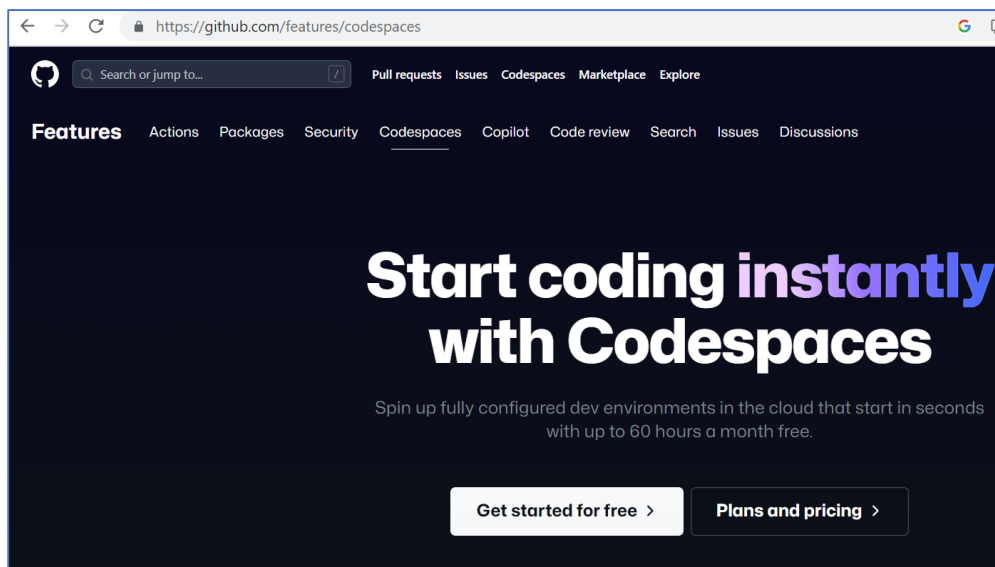 https://github.com/features/codespaces
Search or jump to... /
Pull requests Issues Codespaces Marketplace Explore
Features Actions Packages Security Codespaces Copilot Code review Search Issues Discussions
Start coding instantly
with Codespaces
Spin up fully configured dev environments in the cloud that start in seconds
with up to 60 hours a month free.
Get started for free
Plans and pricing